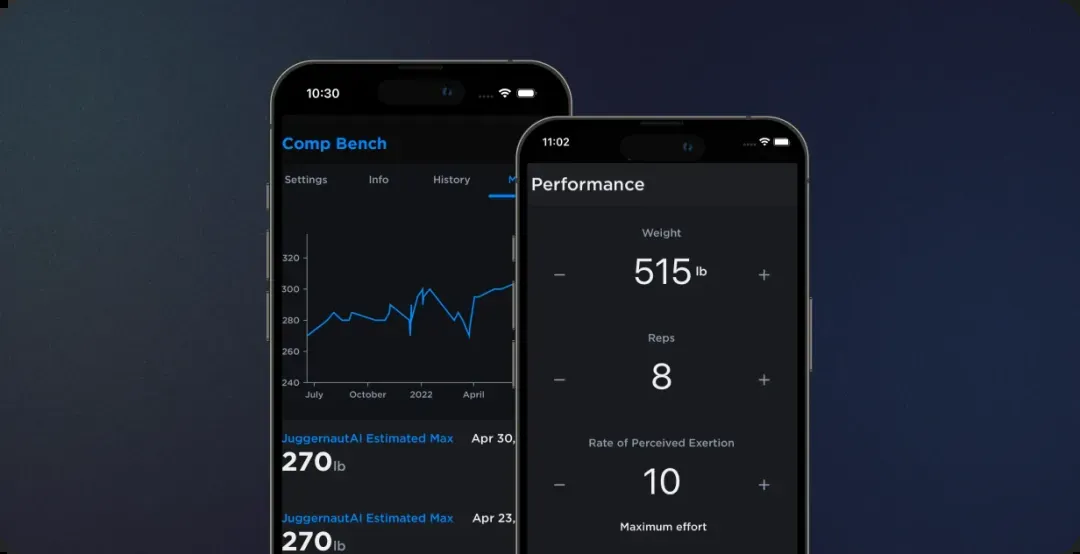 10:30
Comp Bench
Settings Info History M
320
300
280
260
240
July October 2022 April
JuggernautAI Estimated Max Apr 30,
270 lb
JuggernautAI Estimated Max Apr 23,
270 lb
11:02
Performance
Weight
− 515 lb +
Reps
− 8 +
Rate of Perceived Exertion
− 10 +
Maximum effort